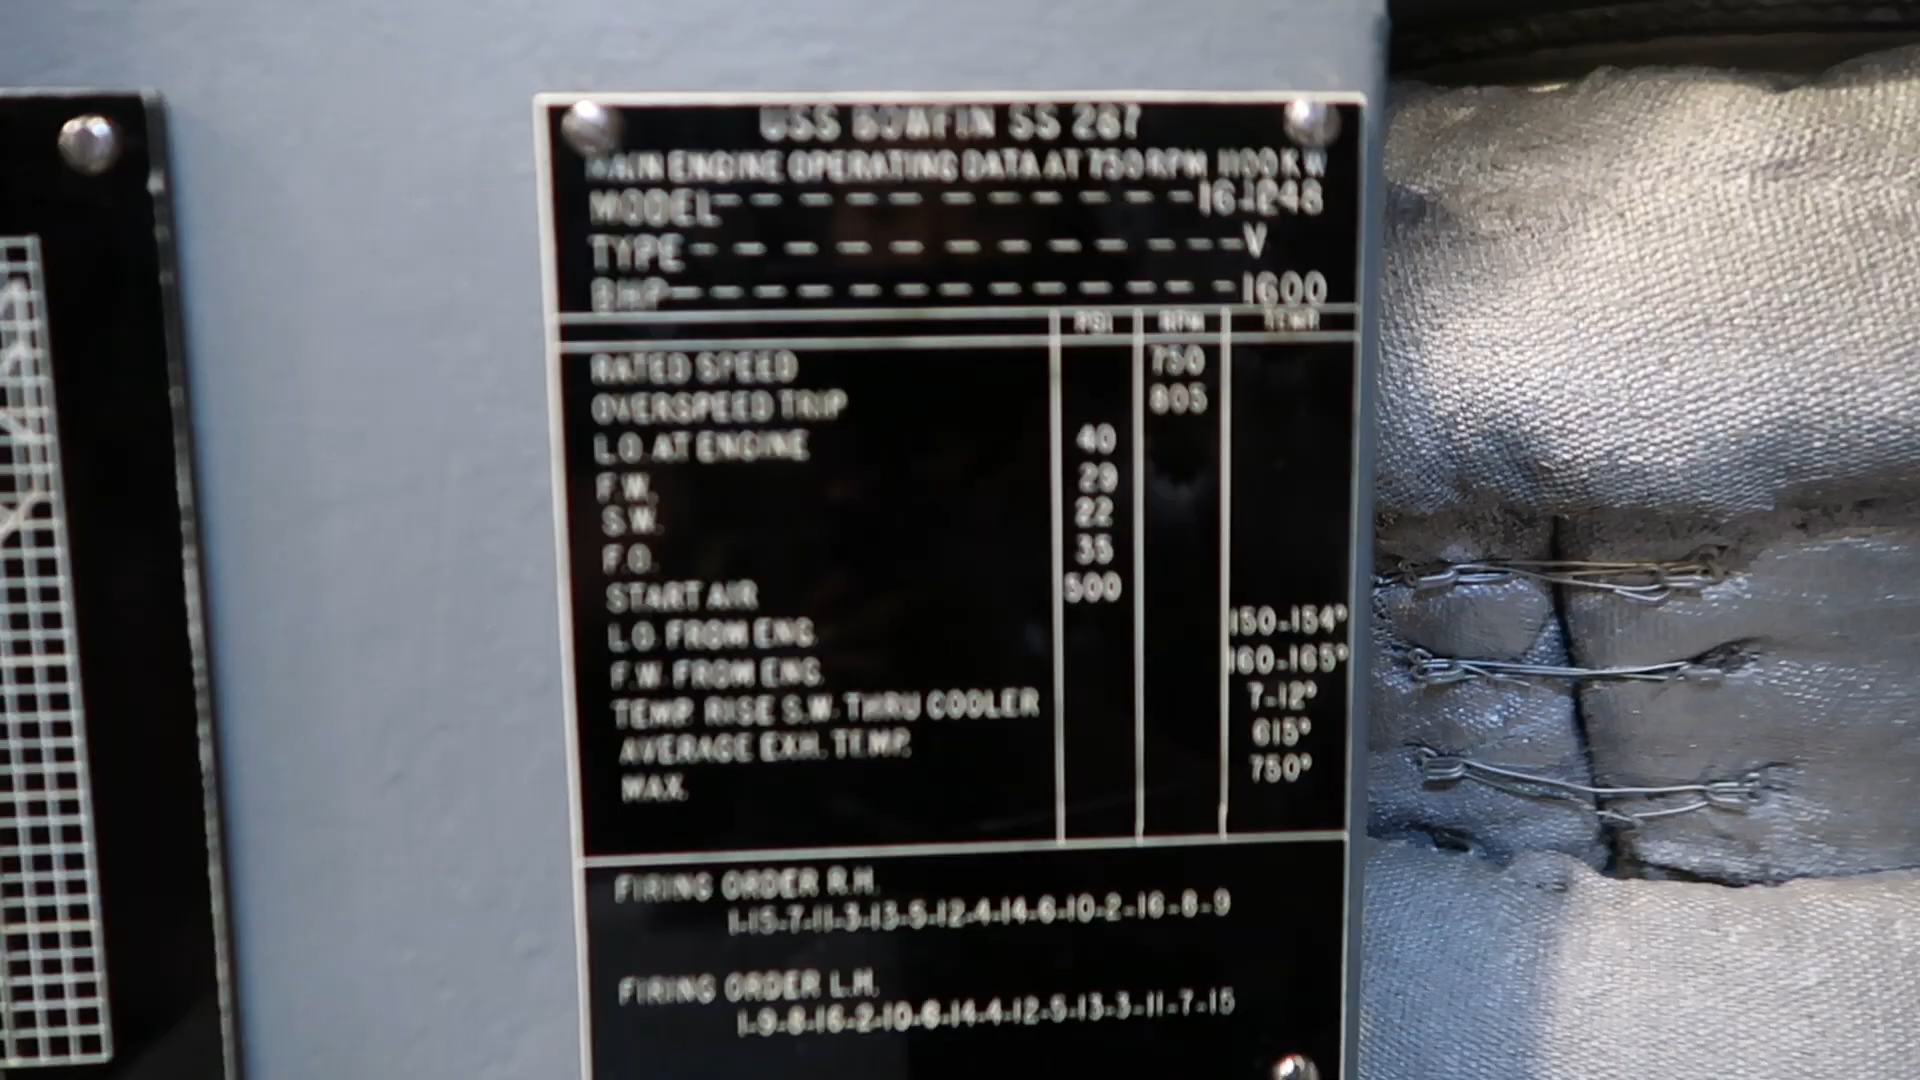 USS BOWFIN SS 287
MAIN ENGINE OPERATING DATA AT 750 RPM 1100 KW
MODEL - - - - - - - - - - - - 16-1248
TYPE - - - - - - - - - - - - - V
BHP - - - - - - - - - - - - - - 1600
PSI RPM TEMP.
RATED SPEED 750
OVERSPEED TRIP 805
L.O. AT ENGINE 40
F.W. 29
S.W. 22
F.O. 35
START AIR 500
L.O. FROM ENG. 150-154°
F.W. FROM ENG. 160-165°
TEMP. RISE S.W. THRU COOLER 7-12°
AVERAGE EXH. TEMP. 615°
MAX. 750°
FIRING ORDER R.H.
1-15-7-11-3-13-5-12-4-14-6-10-2-16-8-9
FIRING ORDER L.H.
1-9-8-16-2-10-6-14-4-12-5-13-3-11-7-15